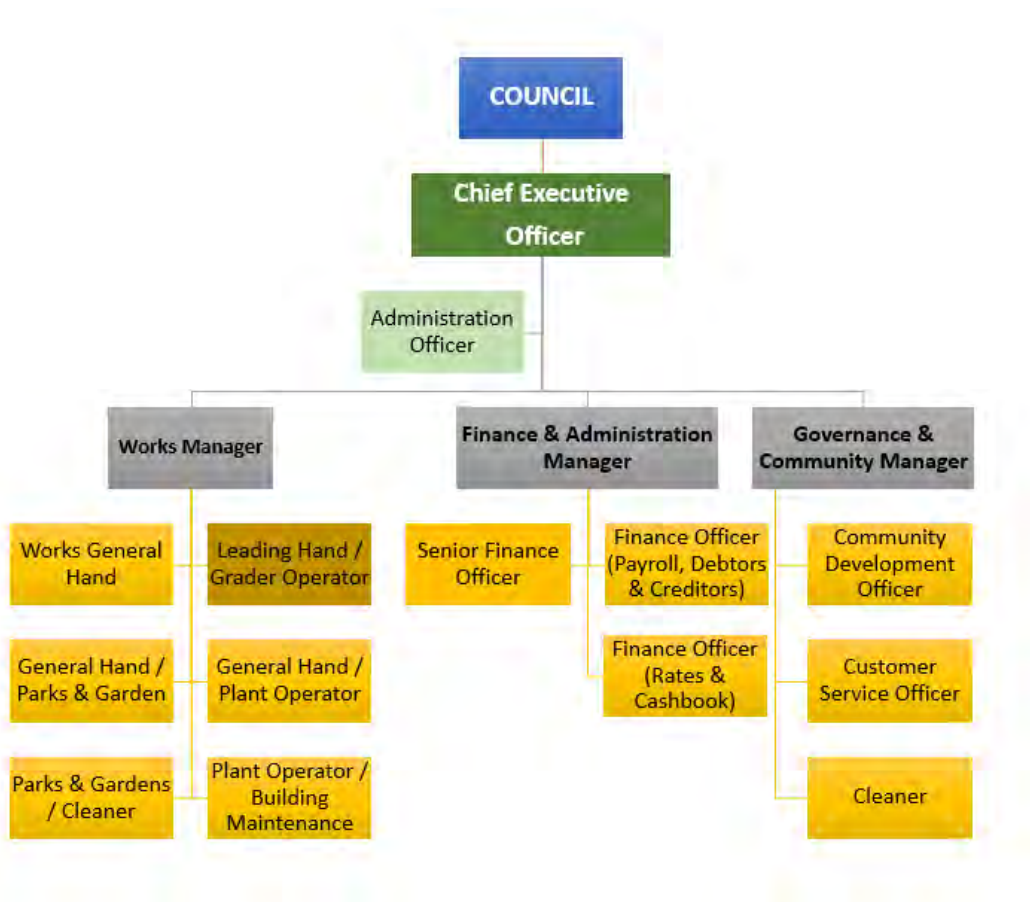 COUNCIL
Chief Executive
Officer
Administration
Officer
Works Manager
Finance & Administration
Manager
Governance &
Community Manager
Works General
Hand
Leading Hand /
Grader Operator
Senior Finance
Officer
Finance Officer
(Payroll, Debtors
& Creditors)
Community
Development
Officer
General Hand /
Parks & Garden
General Hand /
Plant Operator
Finance Officer
(Rates &
Cashbook)
Customer
Service Officer
Parks & Gardens
/ Cleaner
Plant Operator /
Building
Maintenance
Cleaner